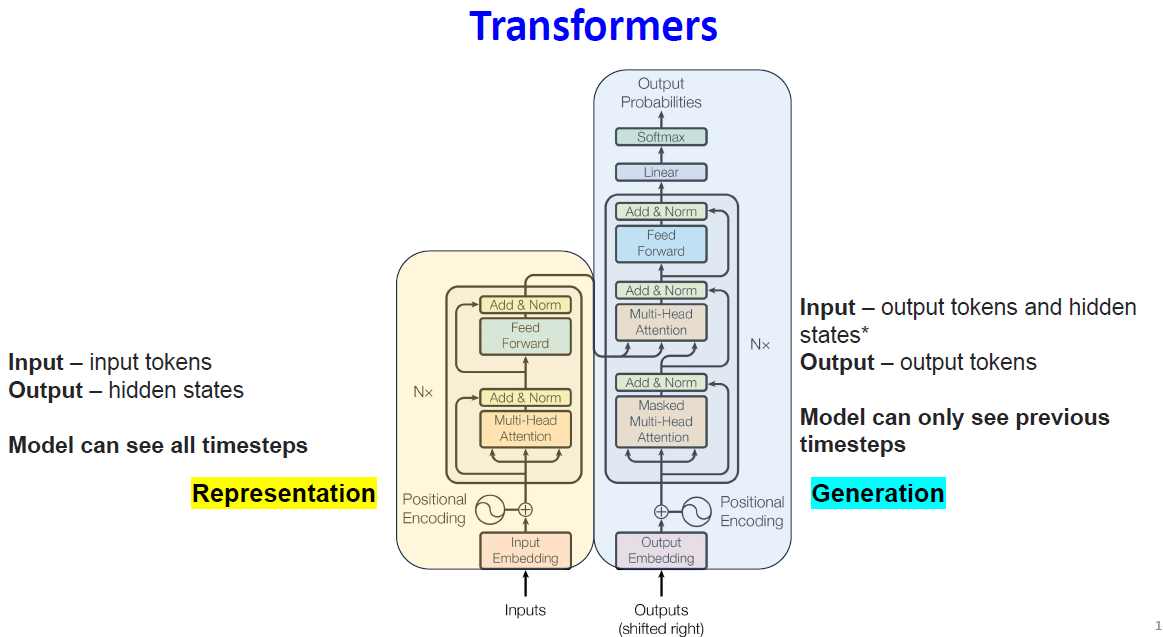 Transformers
Input – input tokens
Output – hidden states
Model can see all timesteps
Representation
Add & Norm
Feed
Forward
Add & Norm
Multi-Head
Attention
N×
Positional
Encoding
Input
Embedding
Inputs
Output
Probabilities
Softmax
Linear
Add & Norm
Feed
Forward
Add & Norm
Multi-Head
Attention
N×
Add & Norm
Masked
Multi-Head
Attention
Positional
Encoding
Output
Embedding
Outputs
(shifted right)
Input – output tokens and hidden
states*
Output – output tokens
Model can only see previous
timesteps
Generation
1